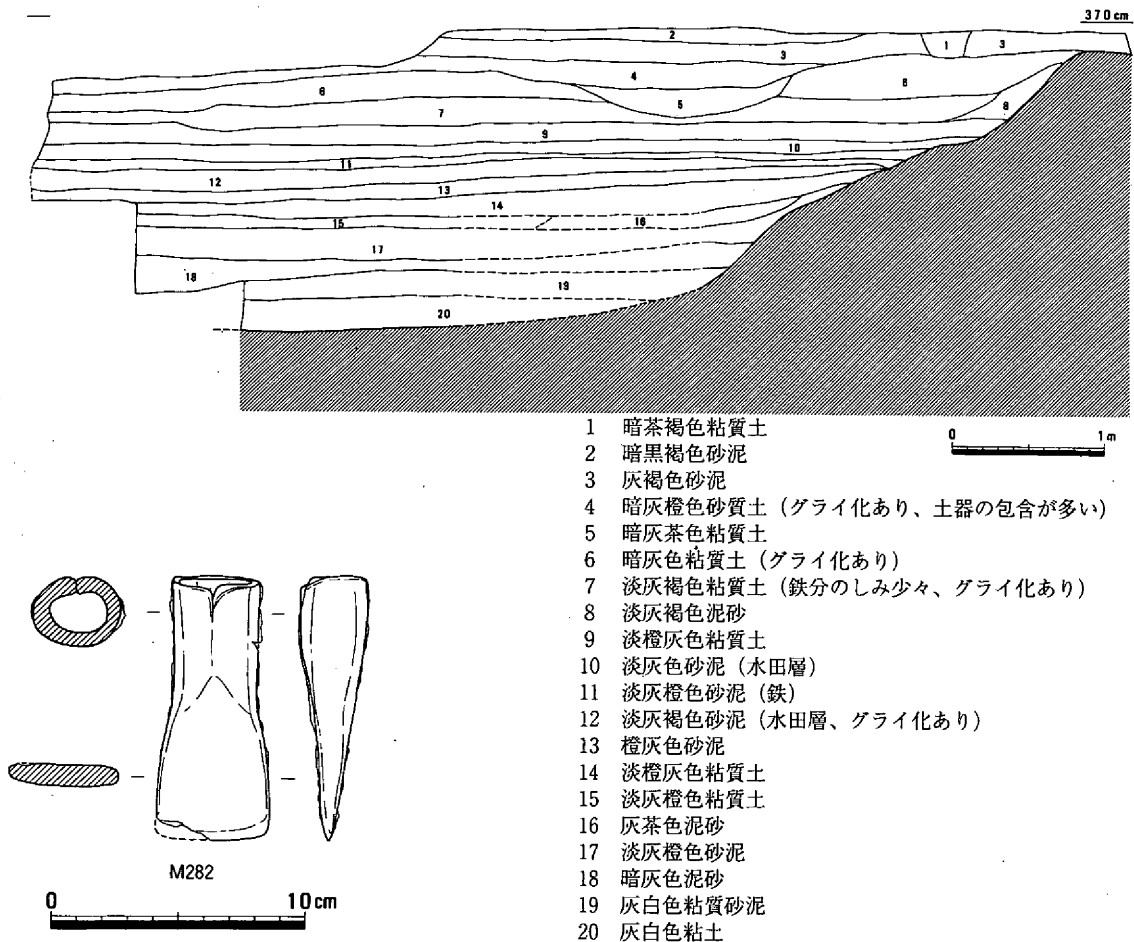 370cm
2
1
3
3
4
6
6
5
8
7
9
10
11
12
13
14
16
15
17
18
19
20
0 1m
1 暗茶褐色粘質土
2 暗黒褐色砂泥
3 灰褐色砂泥
4 暗灰橙色砂質土(グライ化あり、土器の包含が多い)
5 暗灰茶色粘質土
6 暗灰色粘質土(グライ化あり)
7 淡灰褐色粘質土(鉄分のしみ少々、グライ化あり)
8 淡灰褐色泥砂
9 淡橙灰色粘質土
10 淡灰色砂泥(水田層)
11 淡灰橙色砂泥(鉄)
12 淡灰褐色砂泥(水田層、グライ化あり)
13 橙灰色砂泥
14 淡橙灰色粘質土
15 淡灰橙色粘質土
16 灰茶色泥砂
17 淡灰橙色砂泥
18 暗灰色泥砂
19 灰白色粘質砂泥
20 灰白色粘土
M282
0 10cm